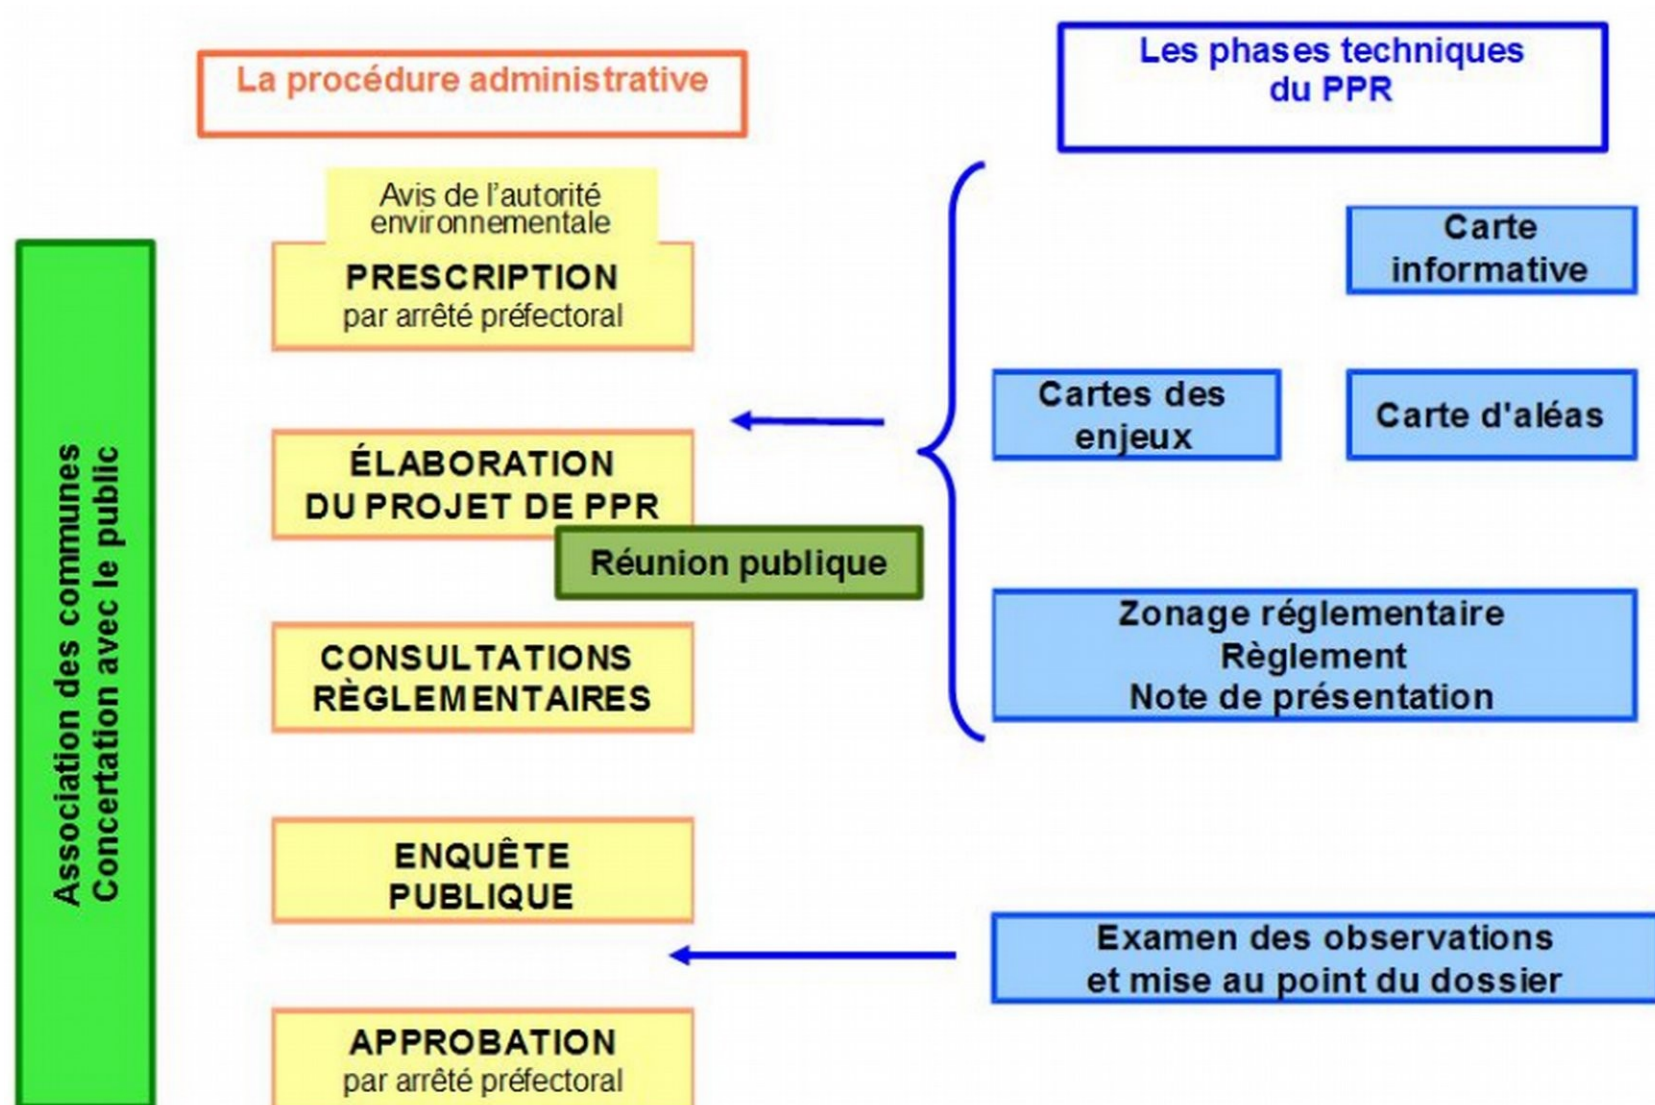 La procédure administrative
Les phases techniques
du PPR
Avis de l'autorité
environnementale
PRESCRIPTION
par arrêté préfectoral
ÉLABORATION
DU PROJET DE PPR
Réunion publique
CONSULTATIONS
RÈGLEMENTAIRES
ENQUÊTE
PUBLIQUE
APPROBATION
par arrêté préfectoral
Association des communes
Concertation avec le public
Carte
informative
Cartes des
enjeux
Carte d'aléas
Zonage réglementaire
Règlement
Note de présentation
Examen des observations
et mise au point du dossier